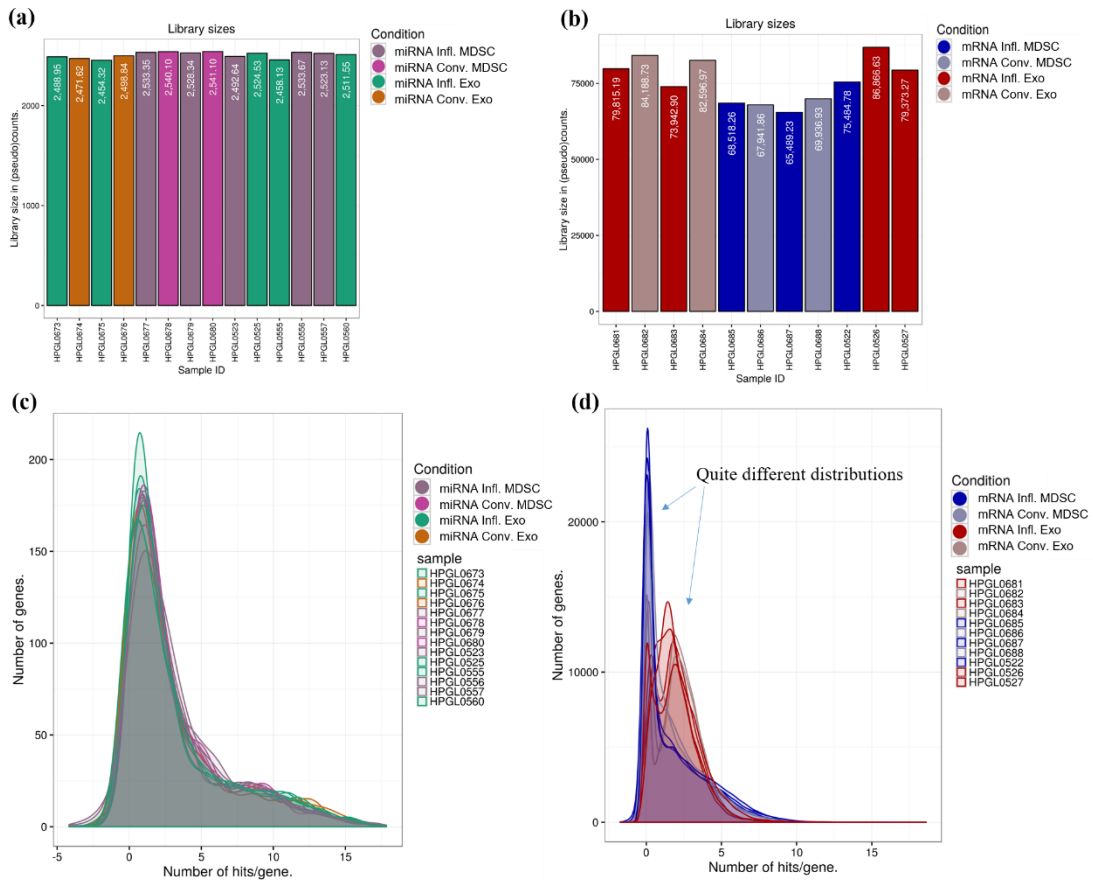 (a)
Library sizes
Library size in (pseudo)counts.
2000
1000
0
2,488.95
2,471.62
2,454.32
2,498.84
2,533.35
2,540.10
2,528.34
2,541.10
2,492.64
2,524.53
2,458.13
2,533.67
2,523.13
2,511.55
HPGL0673
HPGL0674
HPGL0675
HPGL0676
HPGL0677
HPGL0678
HPGL0679
HPGL0680
HPGL0523
HPGL0525
HPGL0555
HPGL0556
HPGL0557
HPGL0560
Sample ID
Condition
miRNA Infl. MDSC
miRNA Conv. MDSC
miRNA Infl. Exo
miRNA Conv. Exo
(b)
Library sizes
Library size in (pseudo)counts.
75000
50000
25000
0
79,815.19
84,188.73
73,942.90
82,596.97
68,518.26
67,941.86
65,489.23
69,936.93
75,484.78
86,866.63
79,373.27
HPGL0681
HPGL0682
HPGL0683
HPGL0684
HPGL0685
HPGL0686
HPGL0687
HPGL0688
HPGL0522
HPGL0526
HPGL0527
Sample ID
Condition
mRNA Infl. MDSC
mRNA Conv. MDSC
mRNA Infl. Exo
mRNA Conv. Exo
(c)
Number of genes.
200
150
100
50
0
-5
0
5
10
15
Number of hits/gene.
Condition
miRNA Infl. MDSC
miRNA Conv. MDSC
miRNA Infl. Exo
miRNA Conv. Exo
sample
HPGL0673
HPGL0674
HPGL0675
HPGL0676
HPGL0677
HPGL0678
HPGL0679
HPGL0680
HPGL0523
HPGL0525
HPGL0555
HPGL0556
HPGL0557
HPGL0560
(d)
Quite different distributions
Number of genes.
20000
10000
0
0
5
10
15
Number of hits/gene.
Condition
mRNA Infl. MDSC
mRNA Conv. MDSC
mRNA Infl. Exo
mRNA Conv. Exo
sample
HPGL0681
HPGL0682
HPGL0683
HPGL0684
HPGL0685
HPGL0686
HPGL0687
HPGL0688
HPGL0522
HPGL0526
HPGL0527